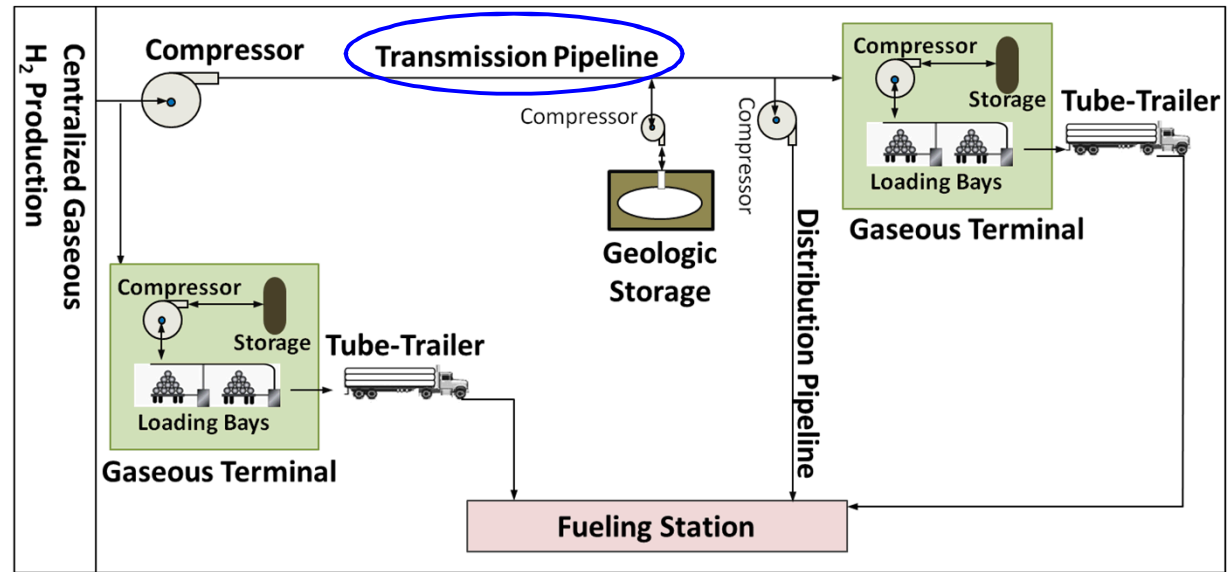 Centralized Gaseous
H₂ Production
Compressor
Transmission Pipeline
Compressor
Compressor
Geologic
Storage
Distribution Pipeline
Compressor
Storage
Loading Bays
Gaseous Terminal
Tube-Trailer
Compressor
Storage
Loading Bays
Gaseous Terminal
Tube-Trailer
Fueling Station